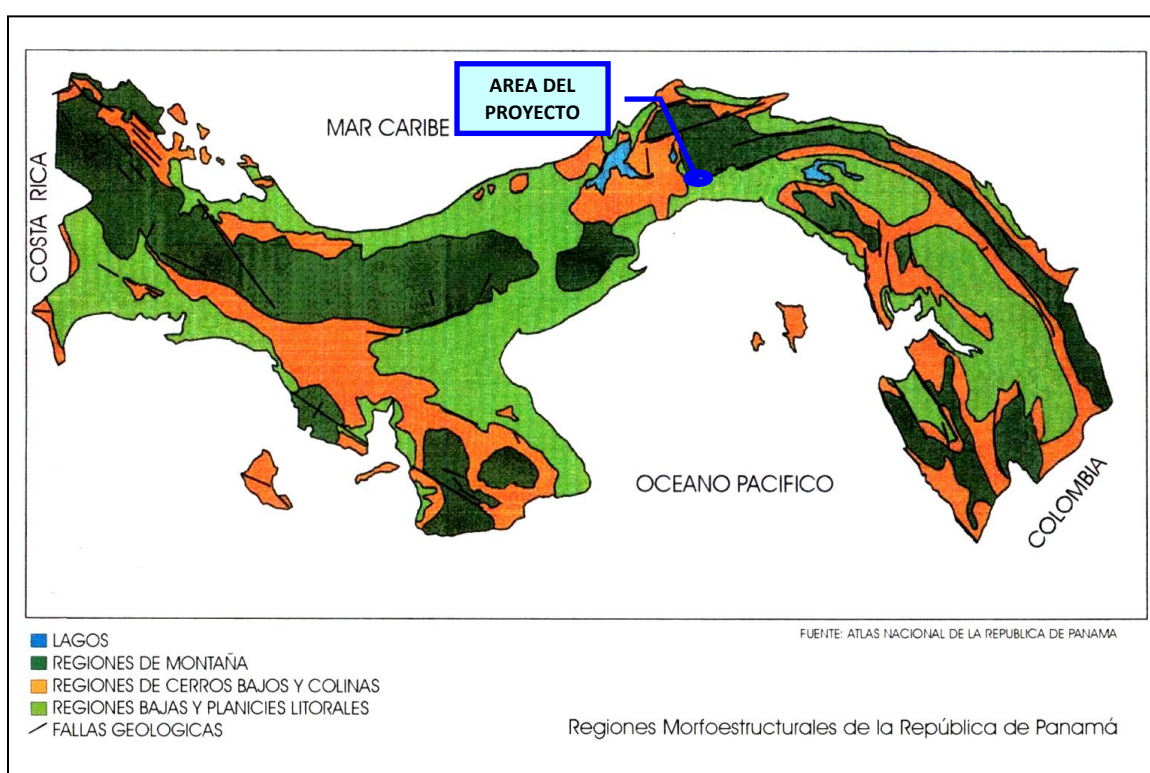 AREA DEL
PROYECTO
MAR CARIBE
COSTA RICA
OCEANO PACIFICO
COLOMBIA
FUENTE: ATLAS NACIONAL DE LA REPUBLICA DE PANAMA
LAGOS
REGIONES DE MONTAÑA
REGIONES DE CERROS BAJOS Y COLINAS
REGIONES BAJAS Y PLANICIES LITORALES
FALLAS GEOLOGICAS
Regiones Morfoestructurales de la República de Panamá